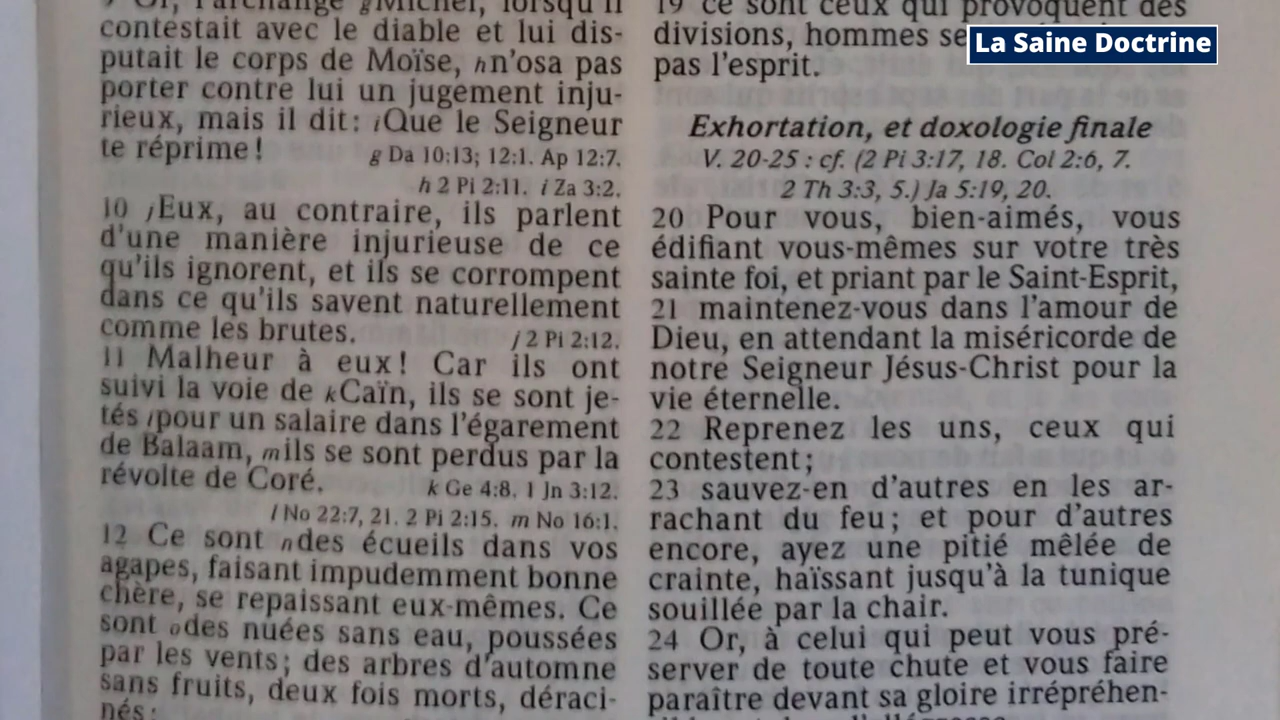 9 Or, l'archange gMichel, lorsqu'il
contestait avec le diable et lui dis-
putait le corps de Moïse, hn'osa pas
porter contre lui un jugement inju-
rieux, mais il dit: iQue le Seigneur
te réprime!
g Da 10:13; 12:1. Ap 12:7.
h 2 Pi 2:11. i Za 3:2.
10 jEux, au contraire, ils parlent
d'une manière injurieuse de ce
qu'ils ignorent, et ils se corrompent
dans ce qu'ils savent naturellement
comme les brutes.
j 2 Pi 2:12.
11 Malheur à eux! Car ils ont
suivi la voie de kCaïn, ils se sont je-
tés lpour un salaire dans l'égarement
de Balaam, mils se sont perdus par la
révolte de Coré.
k Ge 4:8. 1 Jn 3:12.
l No 22:7, 21. 2 Pi 2:15. m No 16:1.
12 Ce sont ndes écueils dans vos
agapes, faisant impudemment bonne
chère, se repaissant eux-mêmes. Ce
sont odes nuées sans eau, poussées
par les vents; des arbres d'automne
sans fruits, deux fois morts, déraci-
nés;
19 ce sont ceux qui provoquent des
divisions, hommes
pas l'esprit.
La Saine Doctrine
Exhortation, et doxologie finale
V. 20-25 : cf. (2 Pi 3:17, 18. Col 2:6, 7.
2 Th 3:3, 5.) Ja 5:19, 20.
20 Pour vous, bien-aimés, vous
édifiant vous-mêmes sur votre très
sainte foi, et priant par le Saint-Esprit,
21 maintenez-vous dans l'amour de
Dieu, en attendant la miséricorde de
notre Seigneur Jésus-Christ pour la
vie éternelle.
22 Reprenez les uns, ceux qui
contestent;
23 sauvez-en d'autres en les ar-
rachant du feu; et pour d'autres
encore, ayez une pitié mêlée de
crainte, haïssant jusqu'à la tunique
souillée par la chair.
24 Or, à celui qui peut vous pré-
server de toute chute et vous faire
paraître devant sa gloire irrépréhen-